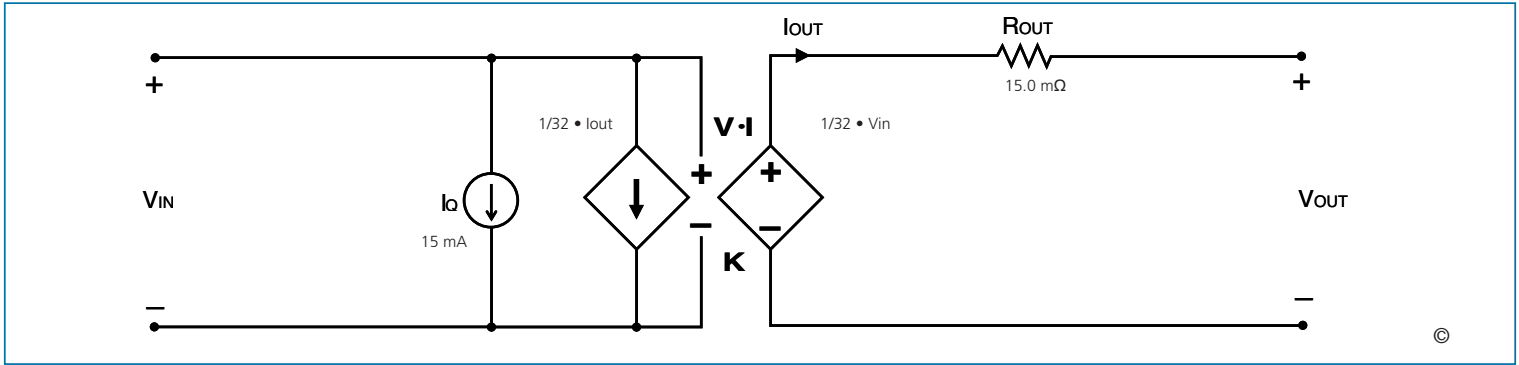 IOUT
ROUT
15.0 mΩ
+
+
1/32 • Iout
V•I
1/32 • Vin
+
+
VIN
IQ
VOUT
15 mA
–
–
K
–
–
©